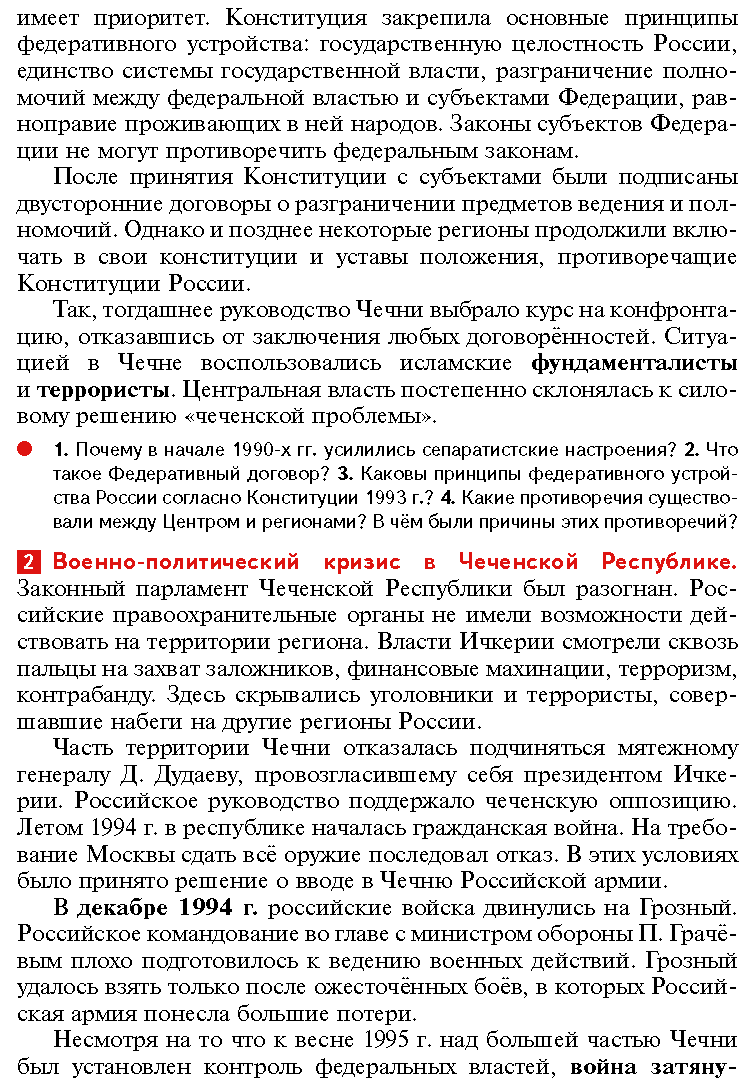 имеет приоритет. Конституция закрепила основные принципы
федеративного устройства: государственную целостность России,
единство системы государственной власти, разграничение полно-
мочий между федеральной властью и субъектами Федерации, рав-
ноправие проживающих в ней народов. Законы субъектов Федера-
ции не могут противоречить федеральным законам.
После принятия Конституции с субъектами были подписаны
двусторонние договоры о разграничении предметов ведения и пол-
номочий. Однако и позднее некоторые регионы продолжили вклю-
чать в свои конституции и уставы положения, противоречащие
Конституции России.
Так, тогдашнее руководство Чечни выбрало курс на конфронта-
цию, отказавшись от заключения любых договорённостей. Ситуа-
цией в Чечне воспользовались исламские фундаменталисты
и террористы. Центральная власть постепенно склонялась к сило-
вому решению «чеченской проблемы».
1. Почему в начале 1990-х гг. усилились сепаратистские настроения? 2. Что
такое Федеративный договор? 3. Каковы принципы федеративного устрой-
ства России согласно Конституции 1993 г.? 4. Какие противоречия существо-
вали между Центром и регионами? В чём были причины этих противоречий?
2 Военно-политический кризис в Чеченской Республике.
Законный парламент Чеченской Республики был разогнан. Рос-
сийские правоохранительные органы не имели возможности дей-
ствовать на территории региона. Власти Ичкерии смотрели сквозь
пальцы на захват заложников, финансовые махинации, терроризм,
контрабанду. Здесь скрывались уголовники и террористы, совер-
шавшие набеги на другие регионы России.
Часть территории Чечни отказалась подчиняться мятежному
генералу Д. Дудаеву, провозгласившему себя президентом Ичке-
рии. Российское руководство поддержало чеченскую оппозицию.
Летом 1994 г. в республике началась гражданская война. На требо-
вание Москвы сдать всё оружие последовал отказ. В этих условиях
было принято решение о вводе в Чечню Российской армии.
В декабре 1994 г. российские войска двинулись на Грозный.
Российское командование во главе с министром обороны П. Грачё-
вым плохо подготовилось к ведению военных действий. Грозный
удалось взять только после ожесточённых боёв, в которых Россий-
ская армия понесла большие потери.
Несмотря на то что к весне 1995 г. над большей частью Чечни
был установлен контроль федеральных властей, война затяну-